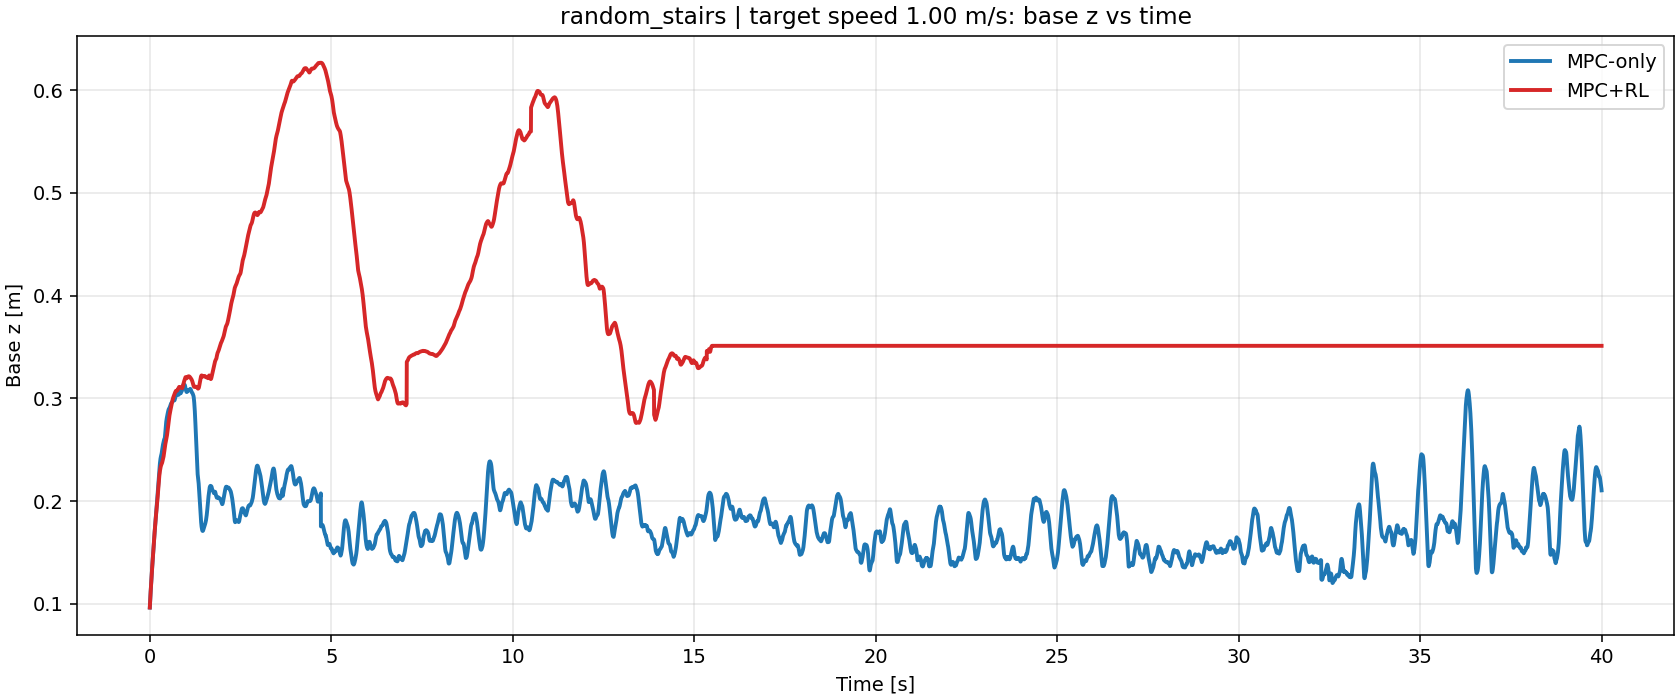 random_stairs | target speed 1.00 m/s: base z vs time
MPC-only
MPC+RL
Base z [m]
0.6
0.5
0.4
0.3
0.2
0.1
0 5 10 15 20 25 30 35 40
Time [s]